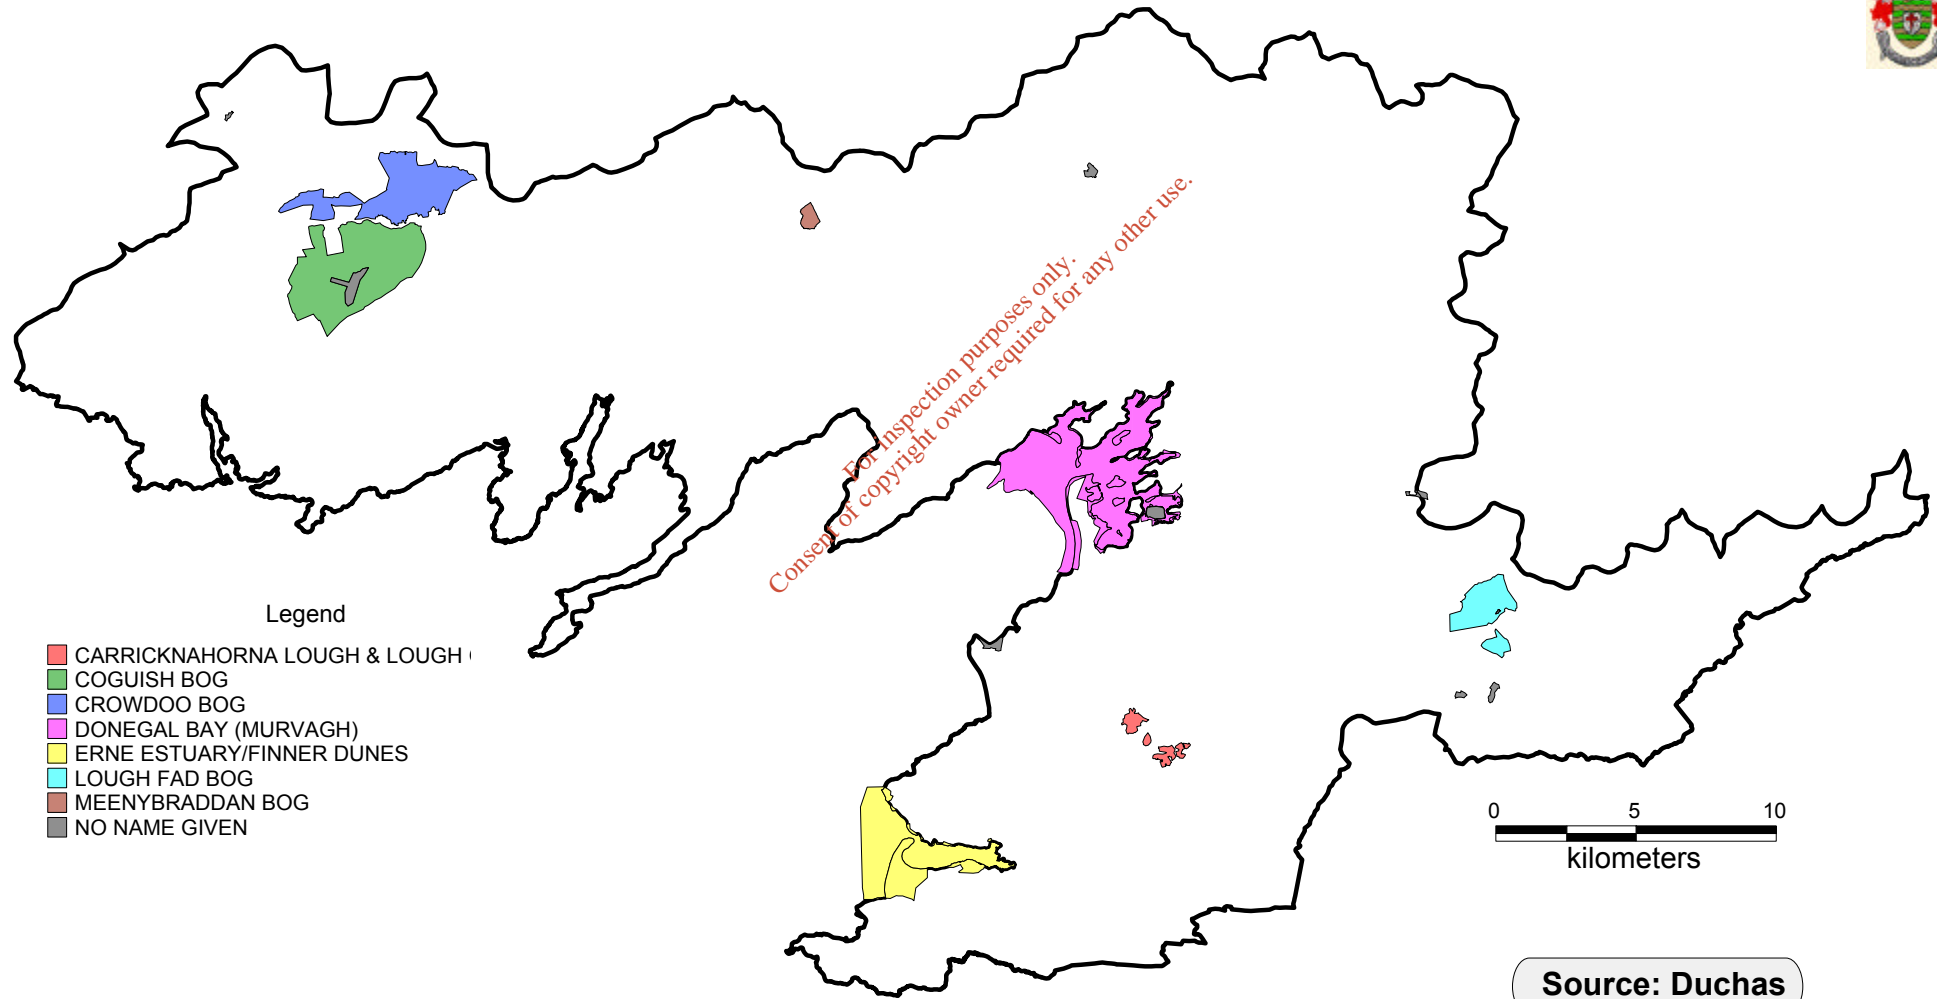 For inspection purposes only.
Consent of copyright owner required for any other use.
Legend
CARRICKNAHORNA LOUGH & LOUGH
COGUISH BOG
CROWDOO BOG
DONEGAL BAY (MURVAGH)
ERNE ESTUARY/FINNER DUNES
LOUGH FAD BOG
MEENYBRADDAN BOG
NO NAME GIVEN
0 5 10
kilometers
Source: Duchas